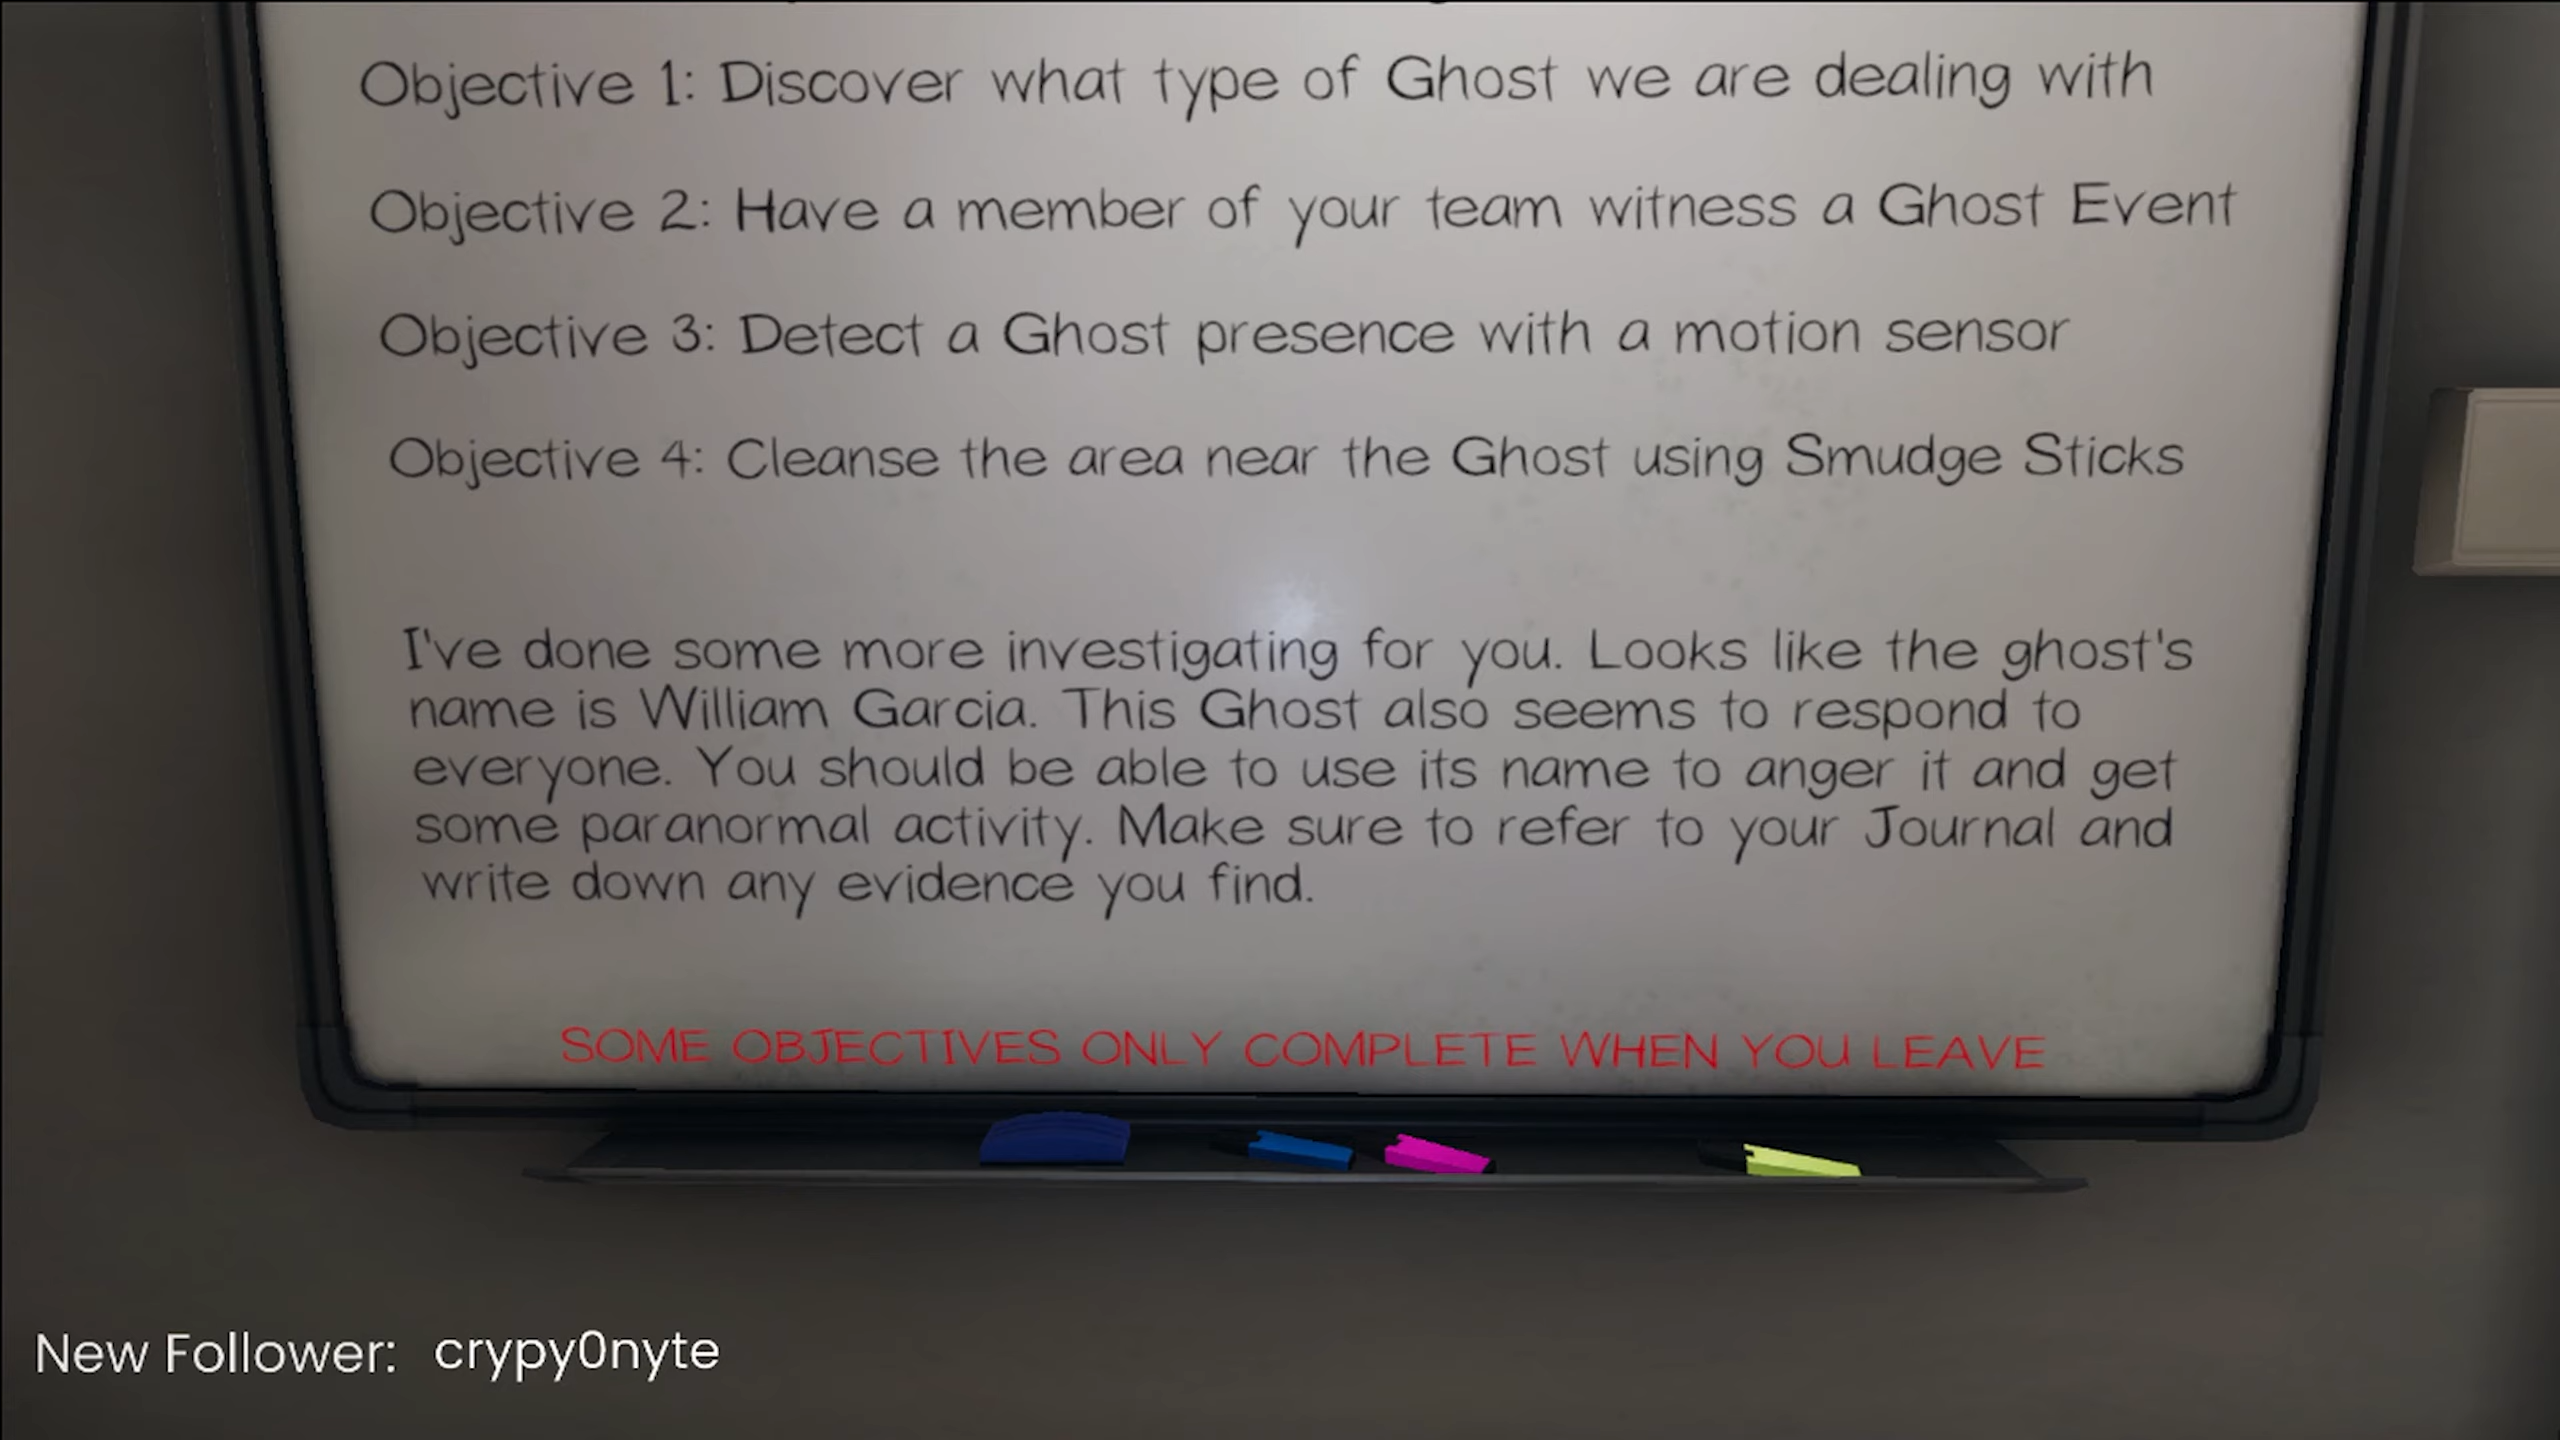 Objective 1: Discover what type of Ghost we are dealing with
Objective 2: Have a member of your team witness a Ghost Event
Objective 3: Detect a Ghost presence with a motion sensor
Objective 4: Cleanse the area near the Ghost using Smudge Sticks
I've done some more investigating for you. Looks like the ghost's
name is William Garcia. This Ghost also seems to respond to
everyone. You should be able to use its name to anger it and get
some paranormal activity. Make sure to refer to your Journal and
write down any evidence you find.
SOME OBJECTIVES ONLY COMPLETE WHEN YOU LEAVE
New Follower: crypy0nyte